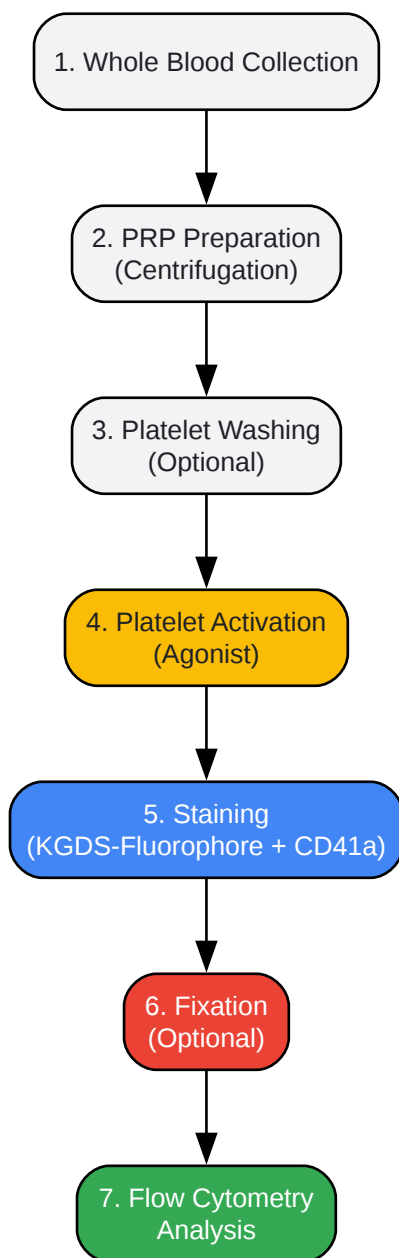 1. Whole Blood Collection
2. PRP Preparation
(Centrifugation)
3. Platelet Washing
(Optional)
4. Platelet Activation
(Agonist)
5. Staining
(KGDS-Fluorophore + CD41a)
6. Fixation
(Optional)
7. Flow Cytometry
Analysis